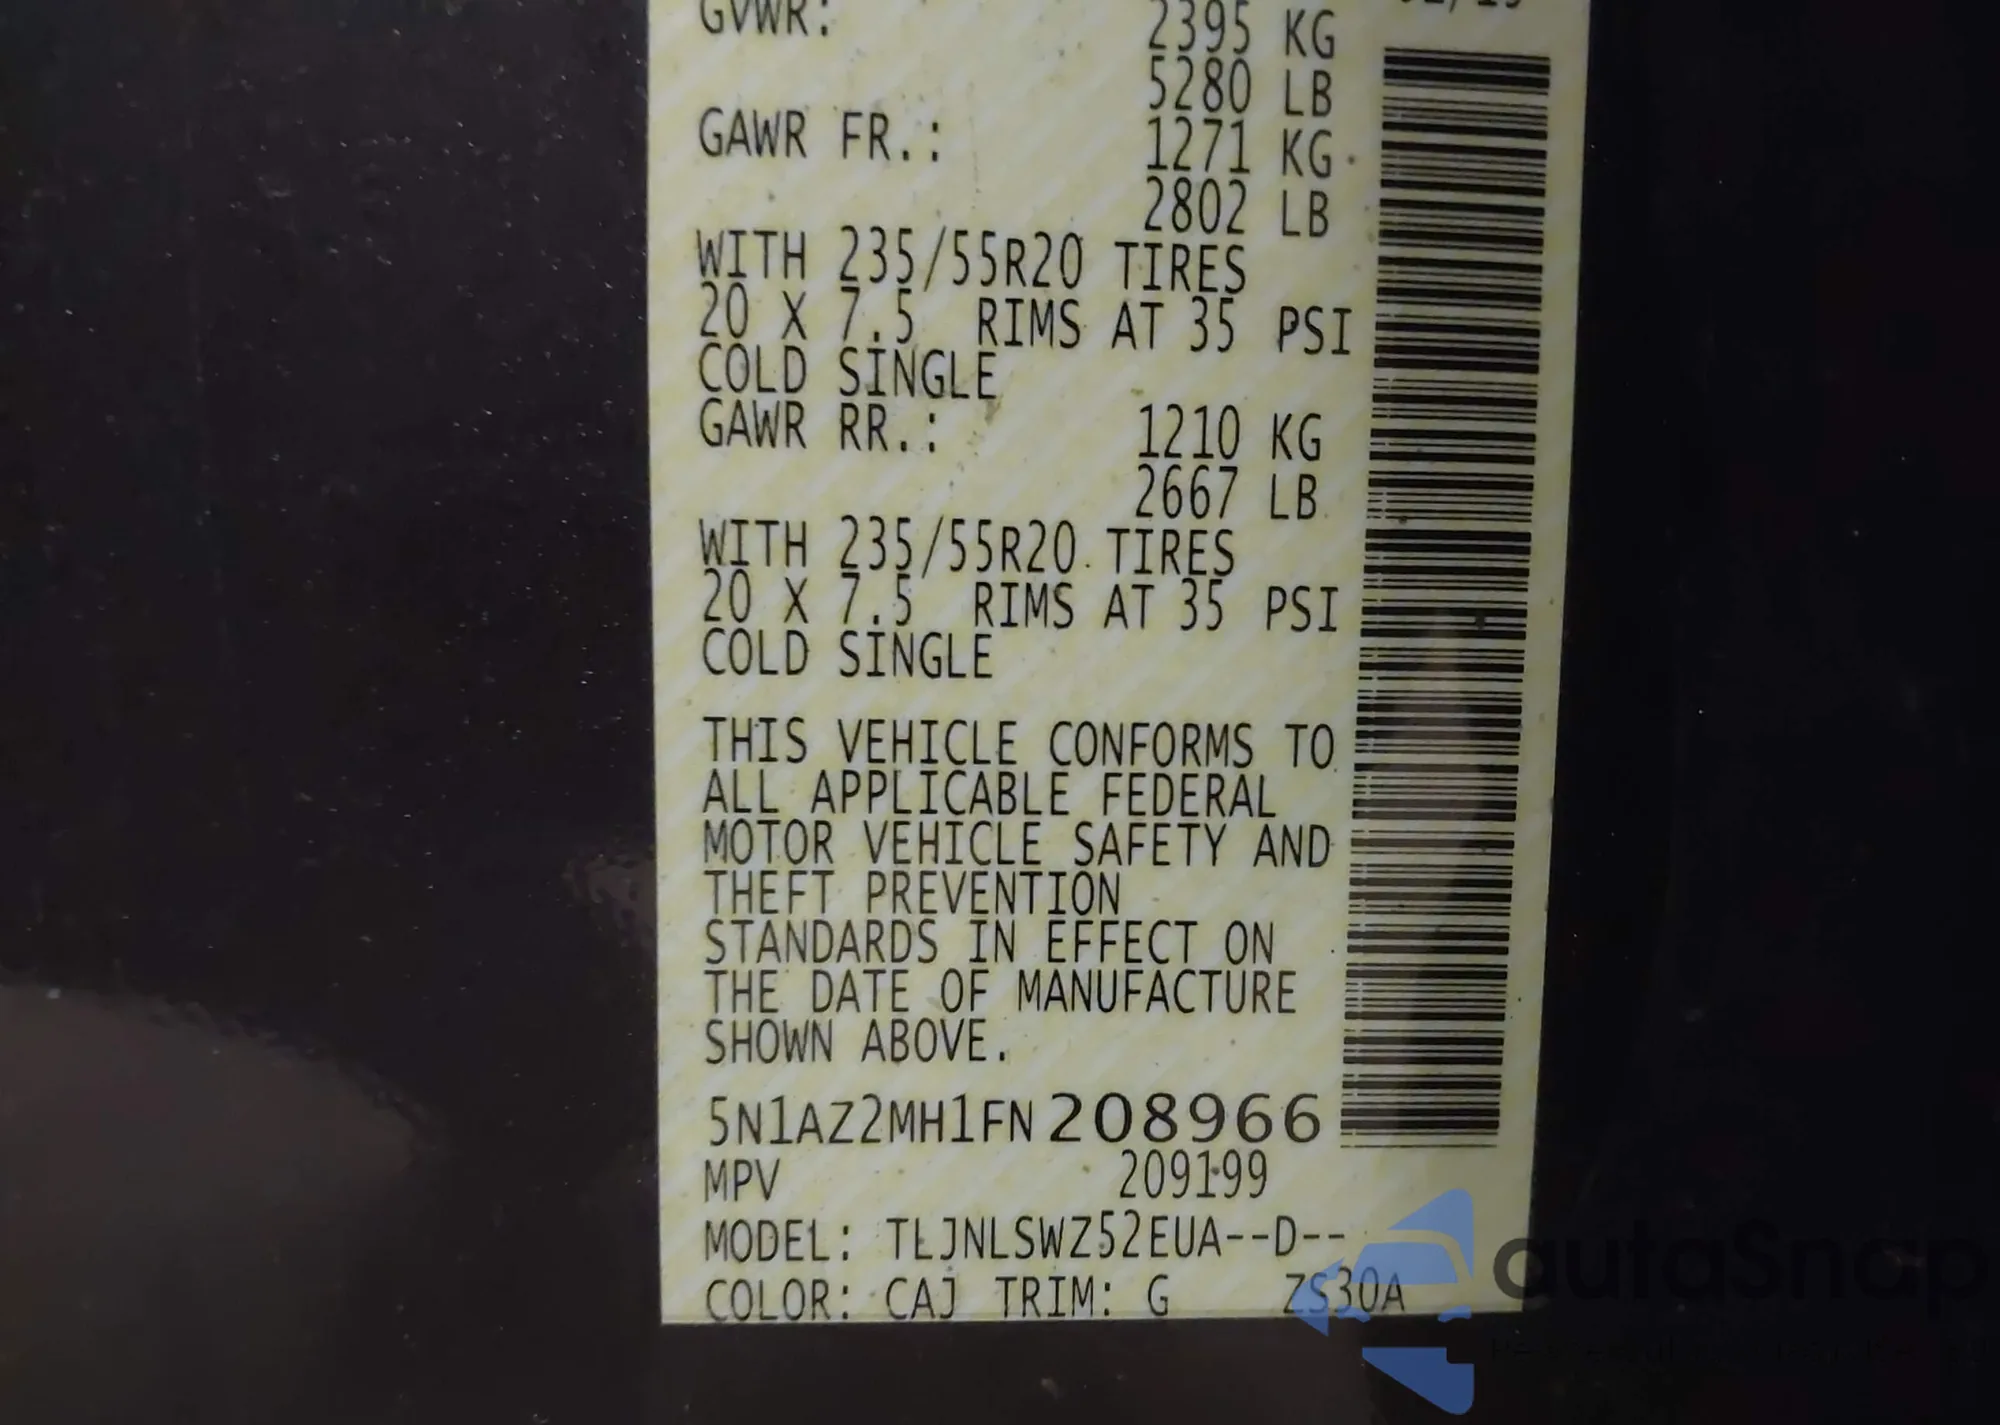 GVWR:
2395 KG
5280 LB
GAWR FR.: 1271 KG
2802 LB
WITH 235/55R20 TIRES
20 X 7.5 RIMS AT 35 PSI
COLD SINGLE
GAWR RR.: 1210 KG
2667 LB
WITH 235/55R20 TIRES
20 X 7.5 RIMS AT 35 PSI
COLD SINGLE
THIS VEHICLE CONFORMS TO
ALL APPLICABLE FEDERAL
MOTOR VEHICLE SAFETY AND
THEFT PREVENTION
STANDARDS IN EFFECT ON
THE DATE OF MANUFACTURE
SHOWN ABOVE.
5N1AZ2MH1FN208966
MPV 209199
MODEL: TLJNLSWZ52EUA--D--
COLOR: CAJ TRIM: G ZS30A
autaSnap